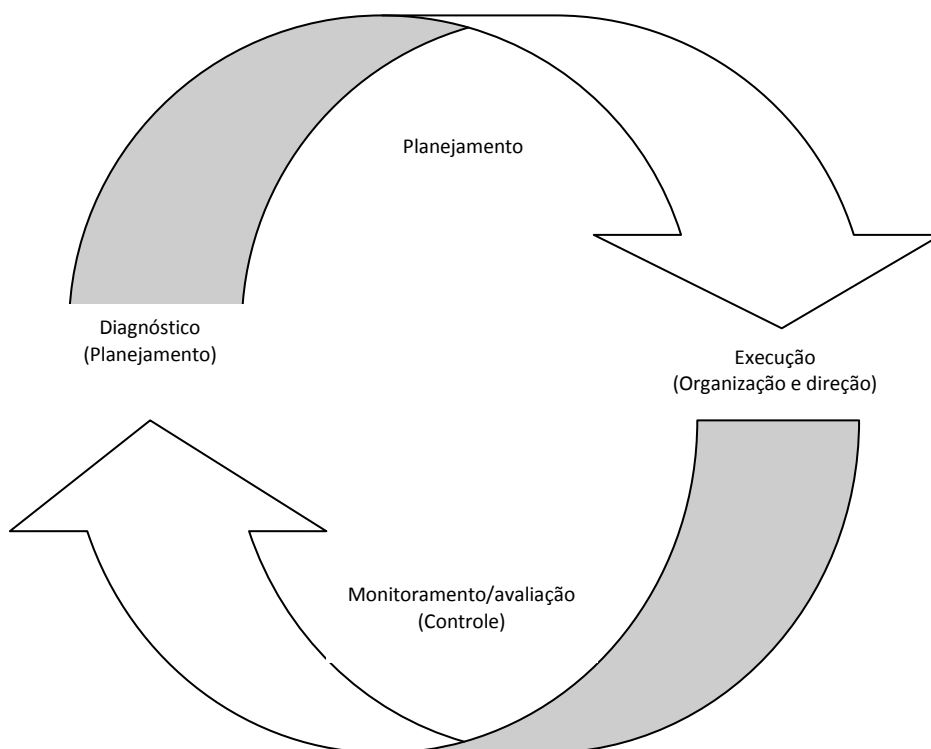 Planejamento
Diagnóstico
(Planejamento)
Execução
(Organização e direção)
Monitoramento/avaliação
(Controle)